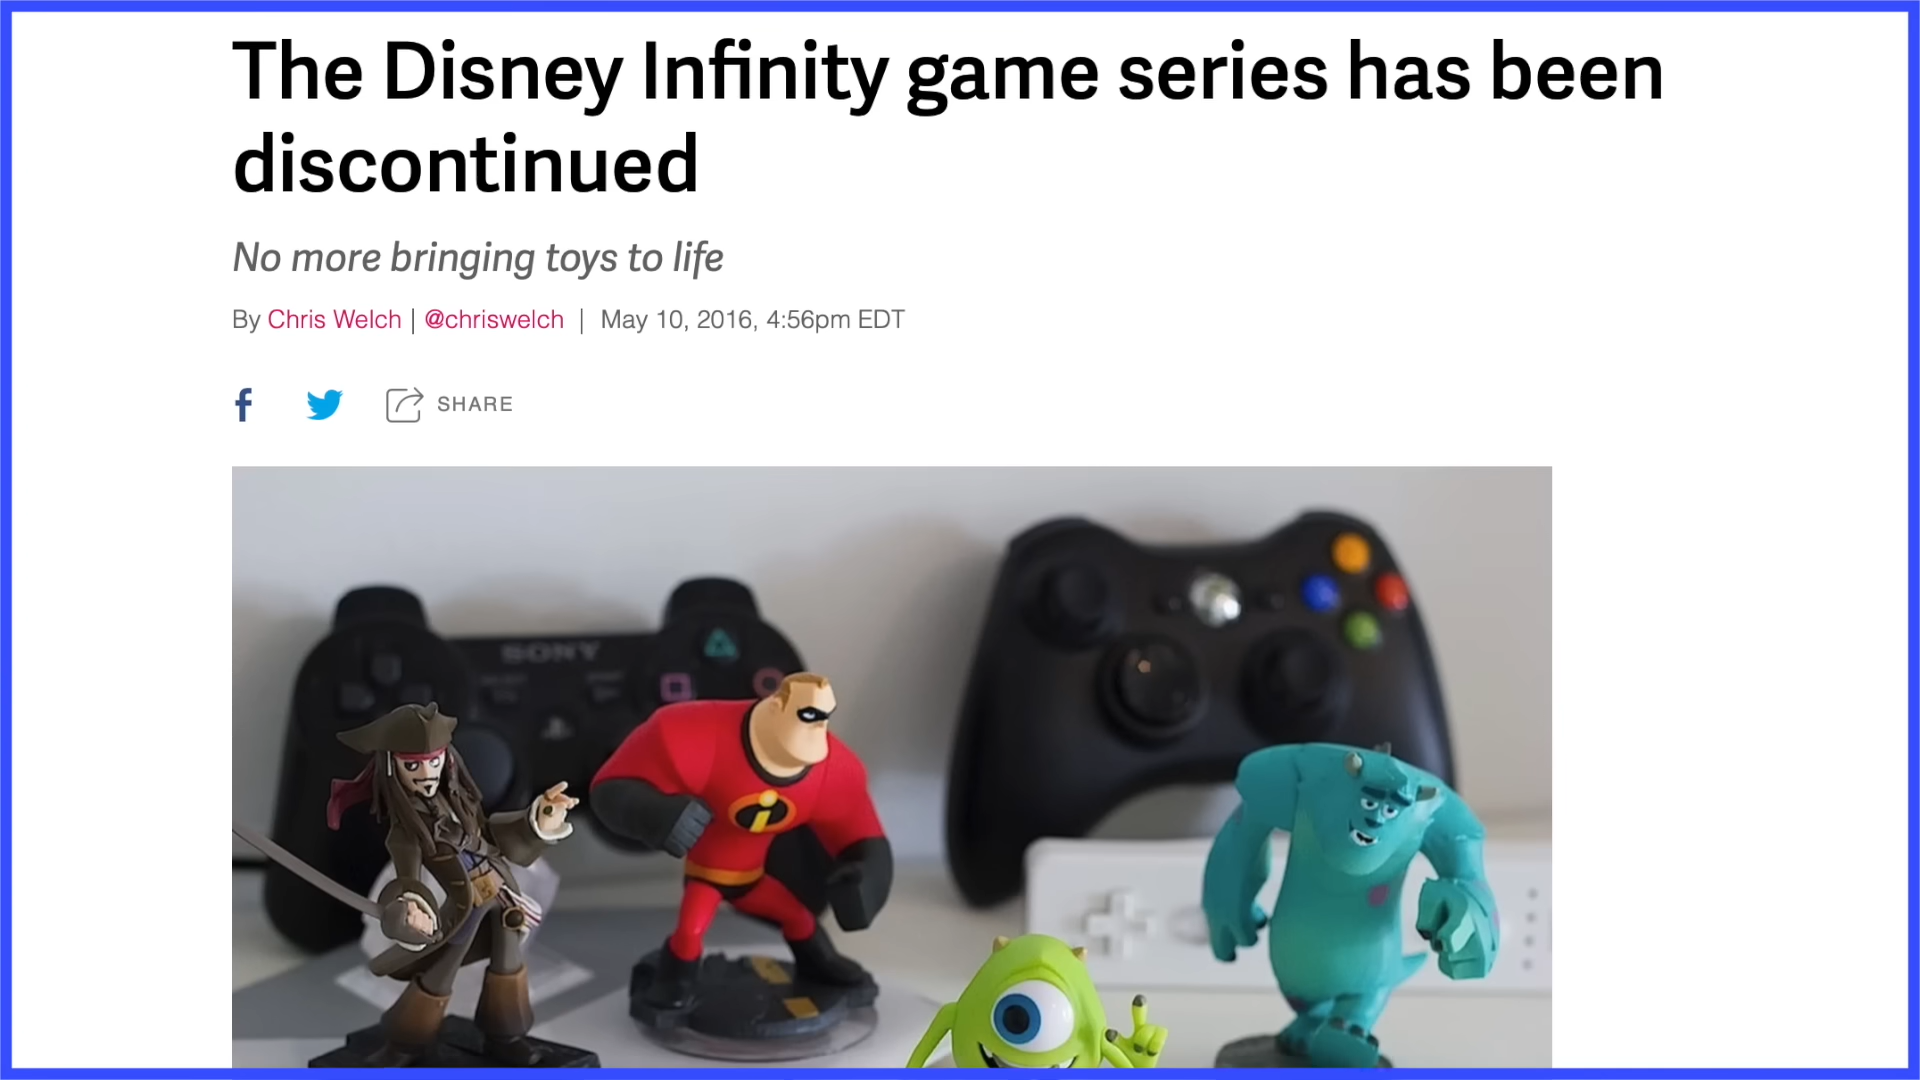 The Disney Infinity game series has been
discontinued
No more bringing toys to life
By Chris Welch | @chriswelch | May 10, 2016, 4:56pm EDT
SHARE
SONY